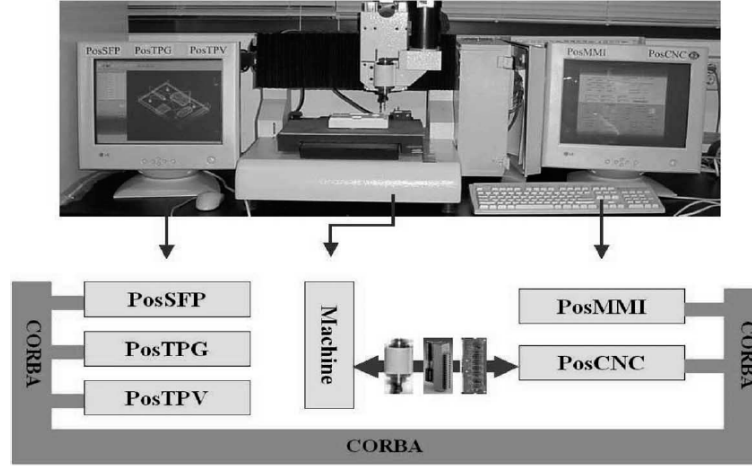 PosSFP PosTPG PosTPV
PosMMI PosCNC
PosSFP
PosTPG
PosTPV
Machine
PosMMI
PosCNC
CORBA
CORBA
CORBA